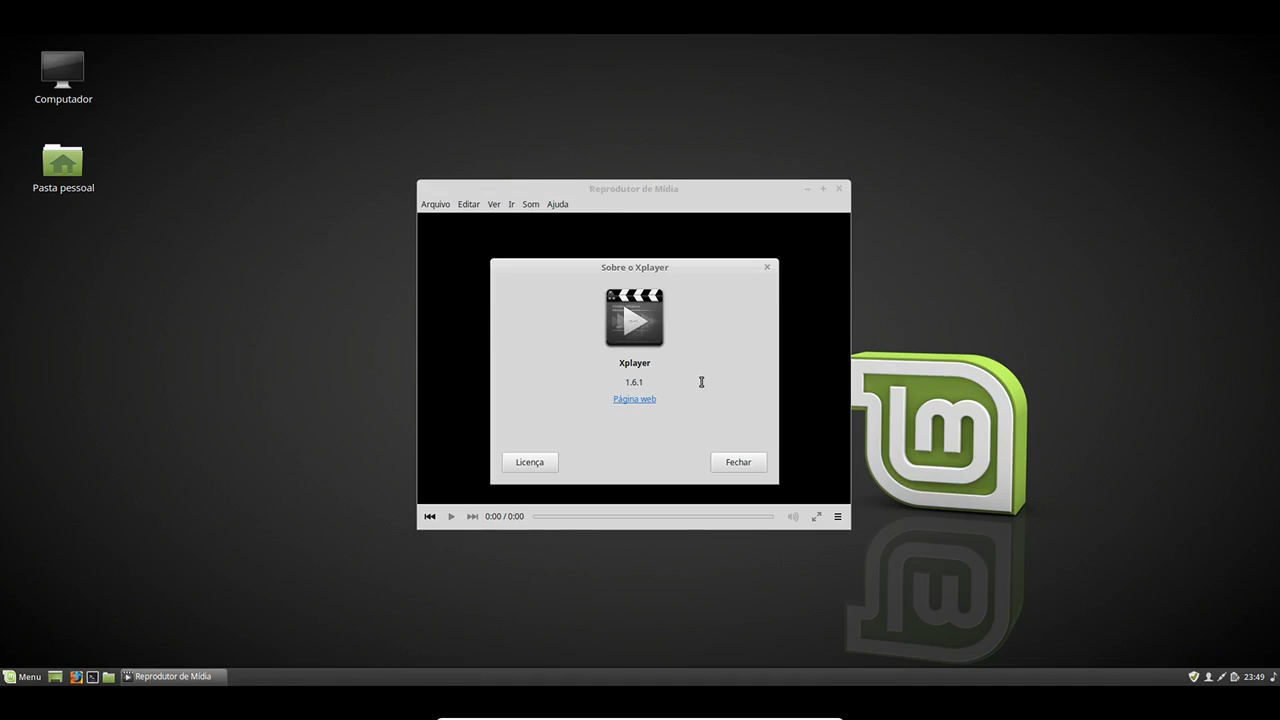 Computador
Pasta pessoal
Reprodutor de Mídia
Arquivo Editar Ver Ir Som Ajuda
Sobre o Xplayer
Xplayer
1.6.1
Página web
Licença Fechar
0:00 / 0:00
Menu Reprodutor de Mídia 23:49